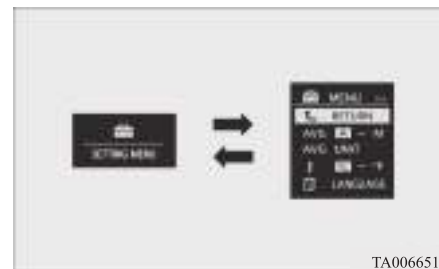 SETTING MENU
MENU
RETURN
AVG. A - M
AVG. UNIT
LANGUAGE
TA006651